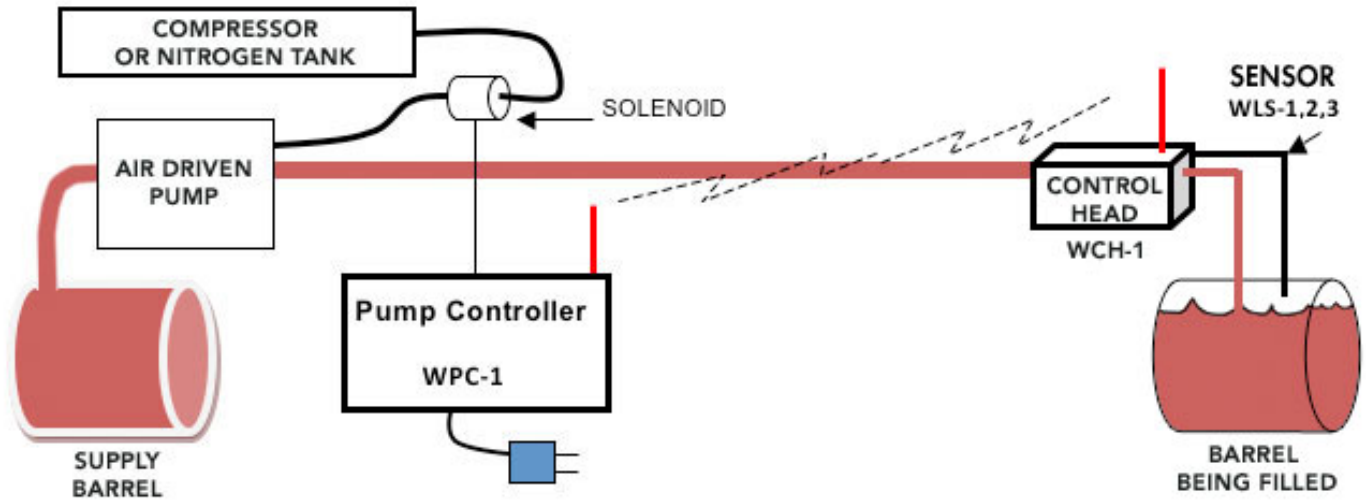 COMPRESSOR
OR NITROGEN TANK
SOLENOID
SENSOR
WLS-1,2,3
AIR DRIVEN
PUMP
CONTROL
HEAD
WCH-1
Pump Controller
WPC-1
SUPPLY
BARREL
BARREL
BEING FILLED